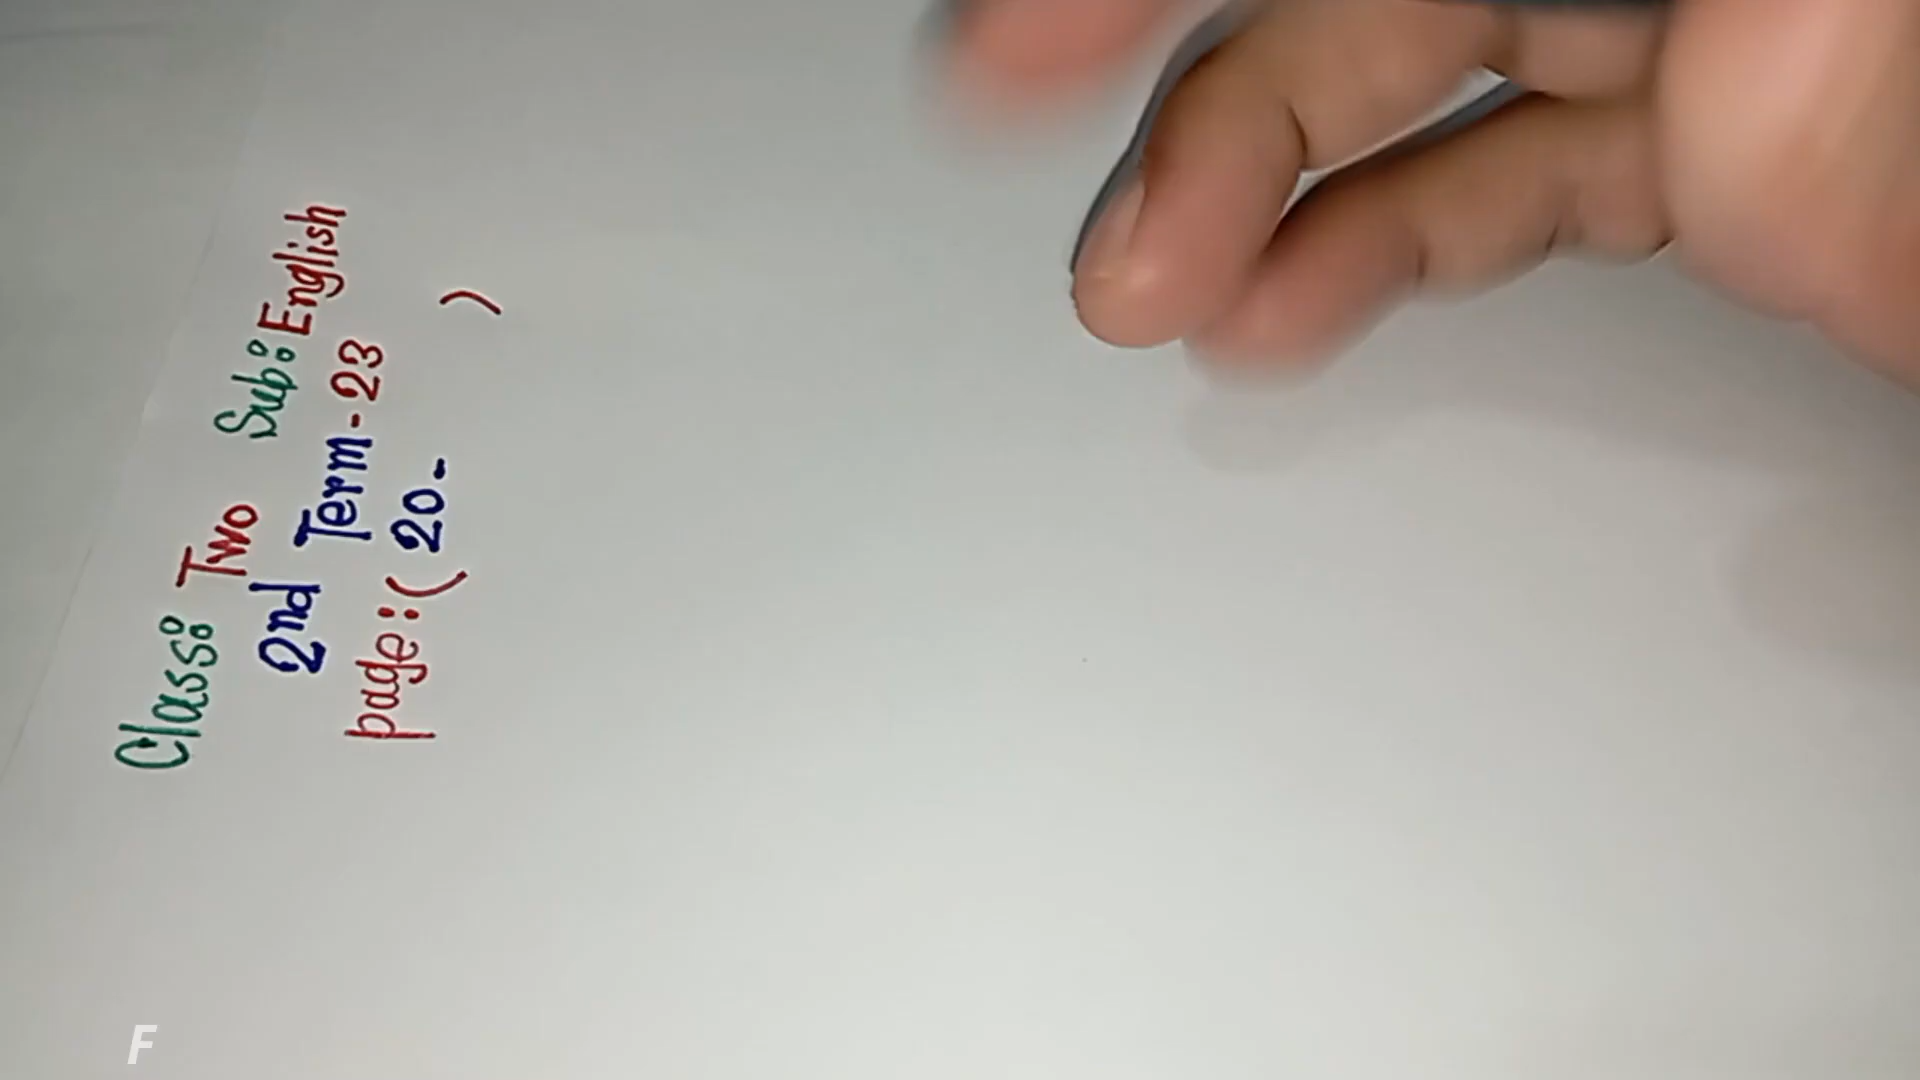 Class: Two Sub: English
2nd Term-23
page: (20- )
F